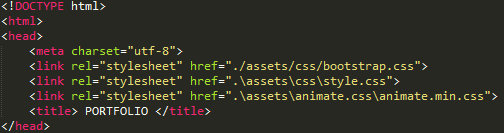 <!DOCTYPE html>
<html>
<head>
<meta charset="utf-8">
<link rel="stylesheet" href="./assets/css/bootstrap.css">
<link rel="stylesheet" href=".\assets\css\style.css">
<link rel="stylesheet" href=".\assets\animate.css\animate.min.css">
<title> PORTFOLIO </title>
</head>